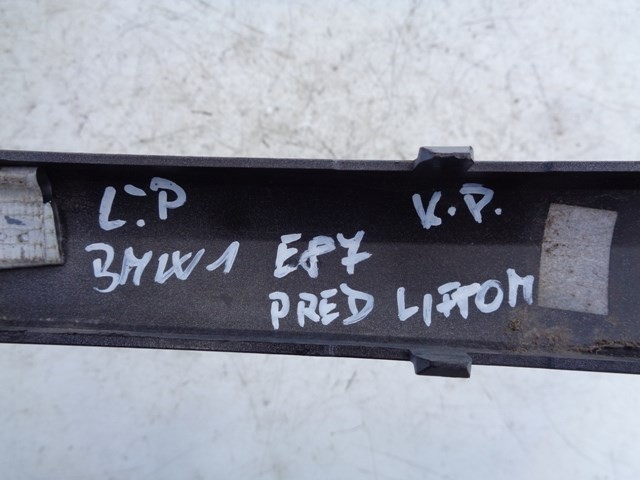 L.P V.P.
BMW1 E87
PRED LIFTOM